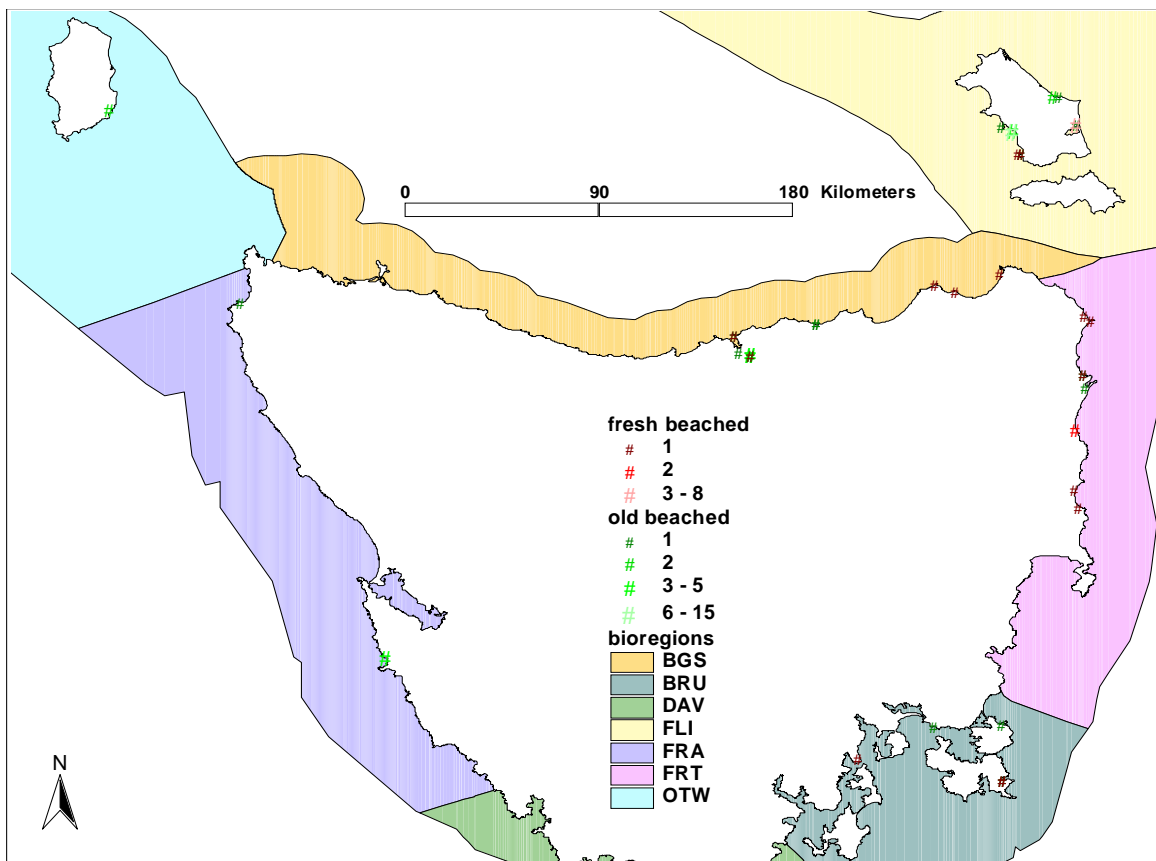 0 90 180 Kilometers
fresh beached
# 1
# 2
# 3 - 8
old beached
# 1
# 2
# 3 - 5
# 6 - 15
bioregions
BGS
BRU
DAV
FLI
FRA
FRT
OTW
N